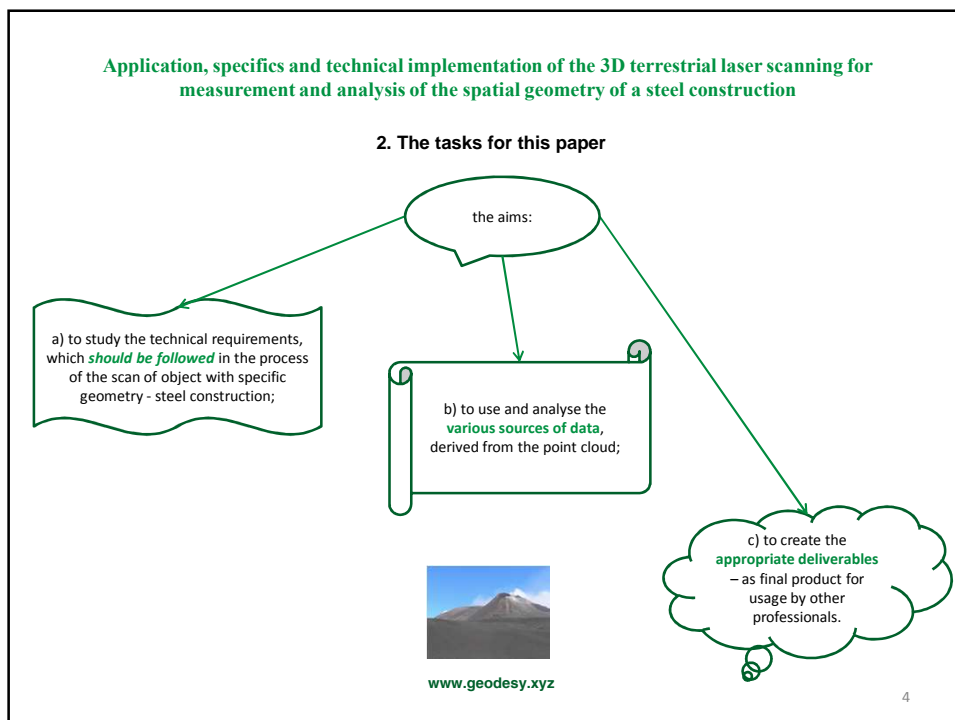 Application, specifics and technical implementation of the 3D terrestrial laser scanning for
measurement and analysis of the spatial geometry of a steel construction
2. The tasks for this paper
the aims:
a) to study the technical requirements,
which should be followed in the process
of the scan of object with specific
geometry - steel construction;
b) to use and analyse the
various sources of data,
derived from the point cloud;
c) to create the
appropriate deliverables
– as final product for
usage by other
professionals.
www.geodesy.xyz
4